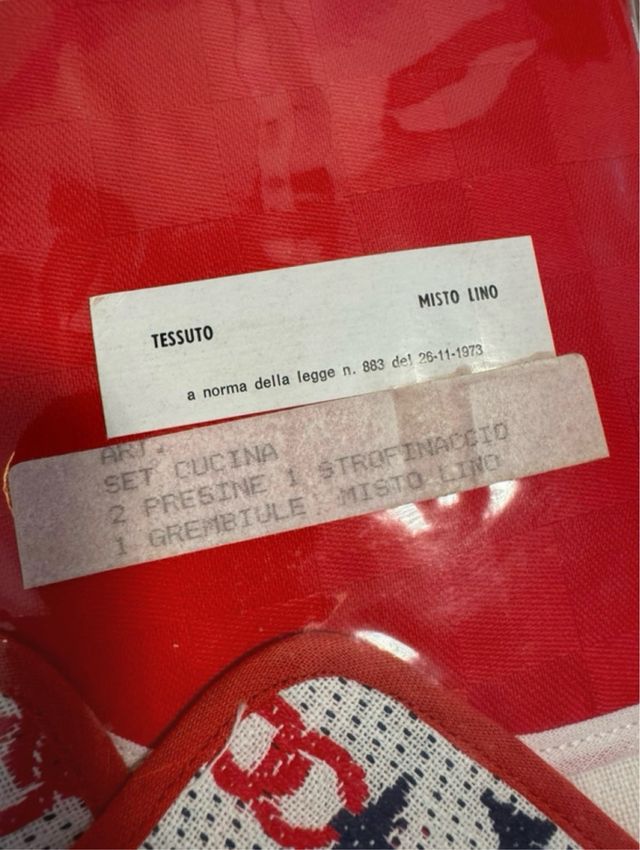 TESSUTO MISTO LINO
a norma della legge n. 883 del 26-11-1973
ART.
SET CUCINA
2 PRESINE 1 STROFINACCIO
1 GREMBIULE MISTO LINO